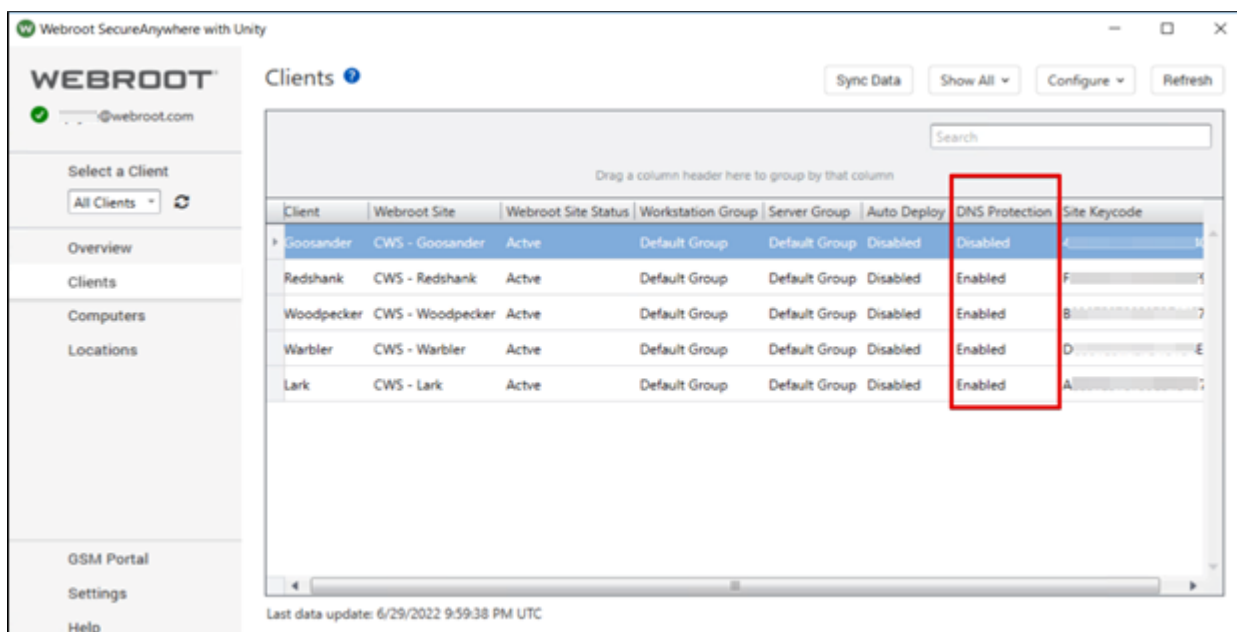 Webroot SecureAnywhere with Unity
WEBROOT
@webroot.com
Select a Client
All Clients
Overview
Clients
Computers
Locations
GSM Portal
Settings
Help
Clients
Sync Data Show All Configure Refresh
Search
Drag a column header here to group by that column
Client Webroot Site Webroot Site Status Workstation Group Server Group Auto Deploy DNS Protection Site Keycode
Goosander CWS - Goosander Actve Default Group Default Group Disabled Disabled
Redshank CWS - Redshank Actve Default Group Default Group Disabled Enabled
Woodpecker CWS - Woodpecker Actve Default Group Default Group Disabled Enabled
Warbler CWS - Warbler Actve Default Group Default Group Disabled Enabled
Lark CWS - Lark Actve Default Group Default Group Disabled Enabled
Last data update: 6/29/2022 9:59:38 PM UTC